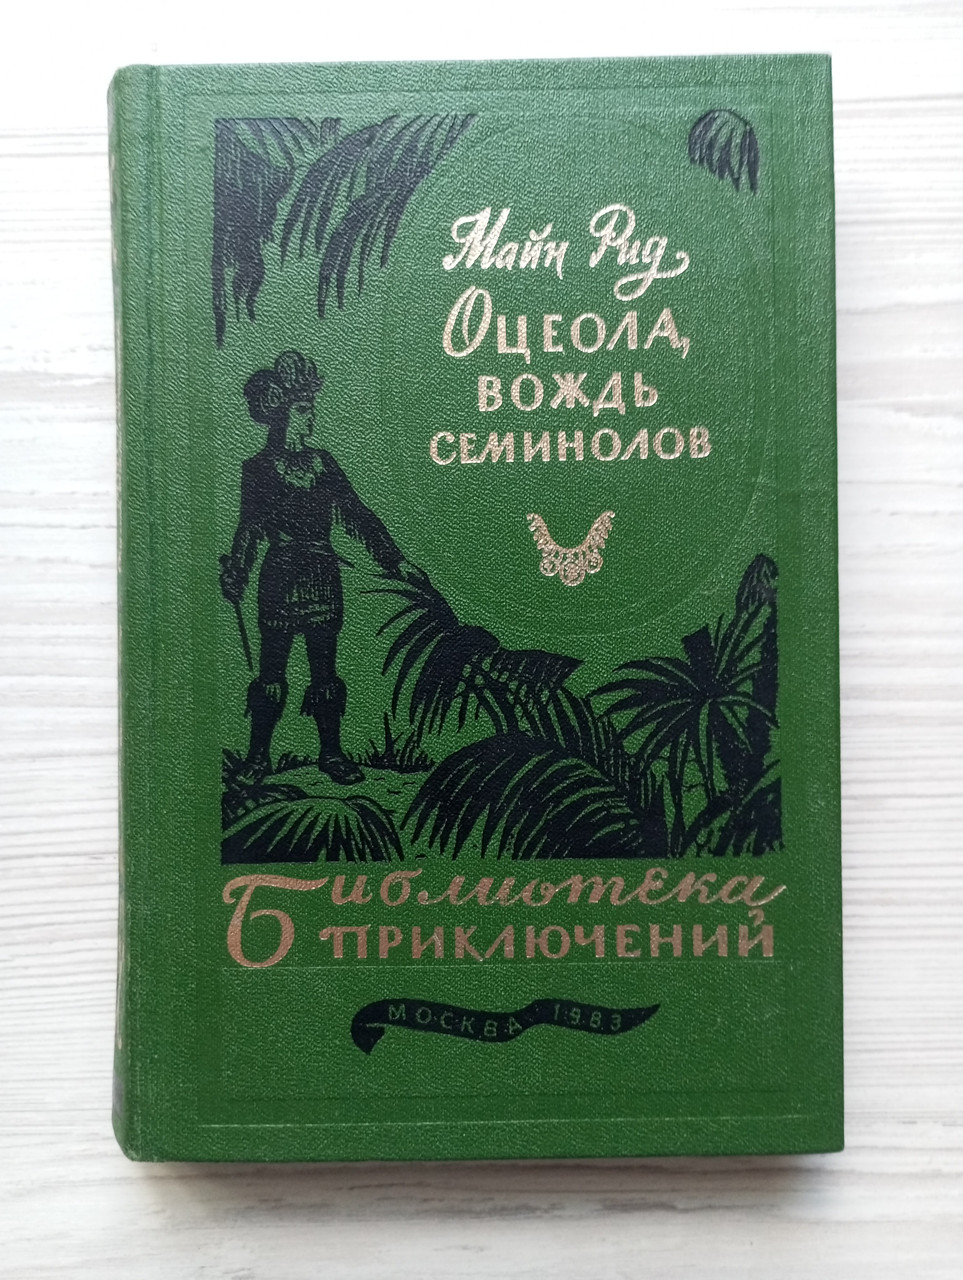 Майн Рид
Оцеола,
вождь
семинолов
Библиотека
приключений
МОСКВА 1983